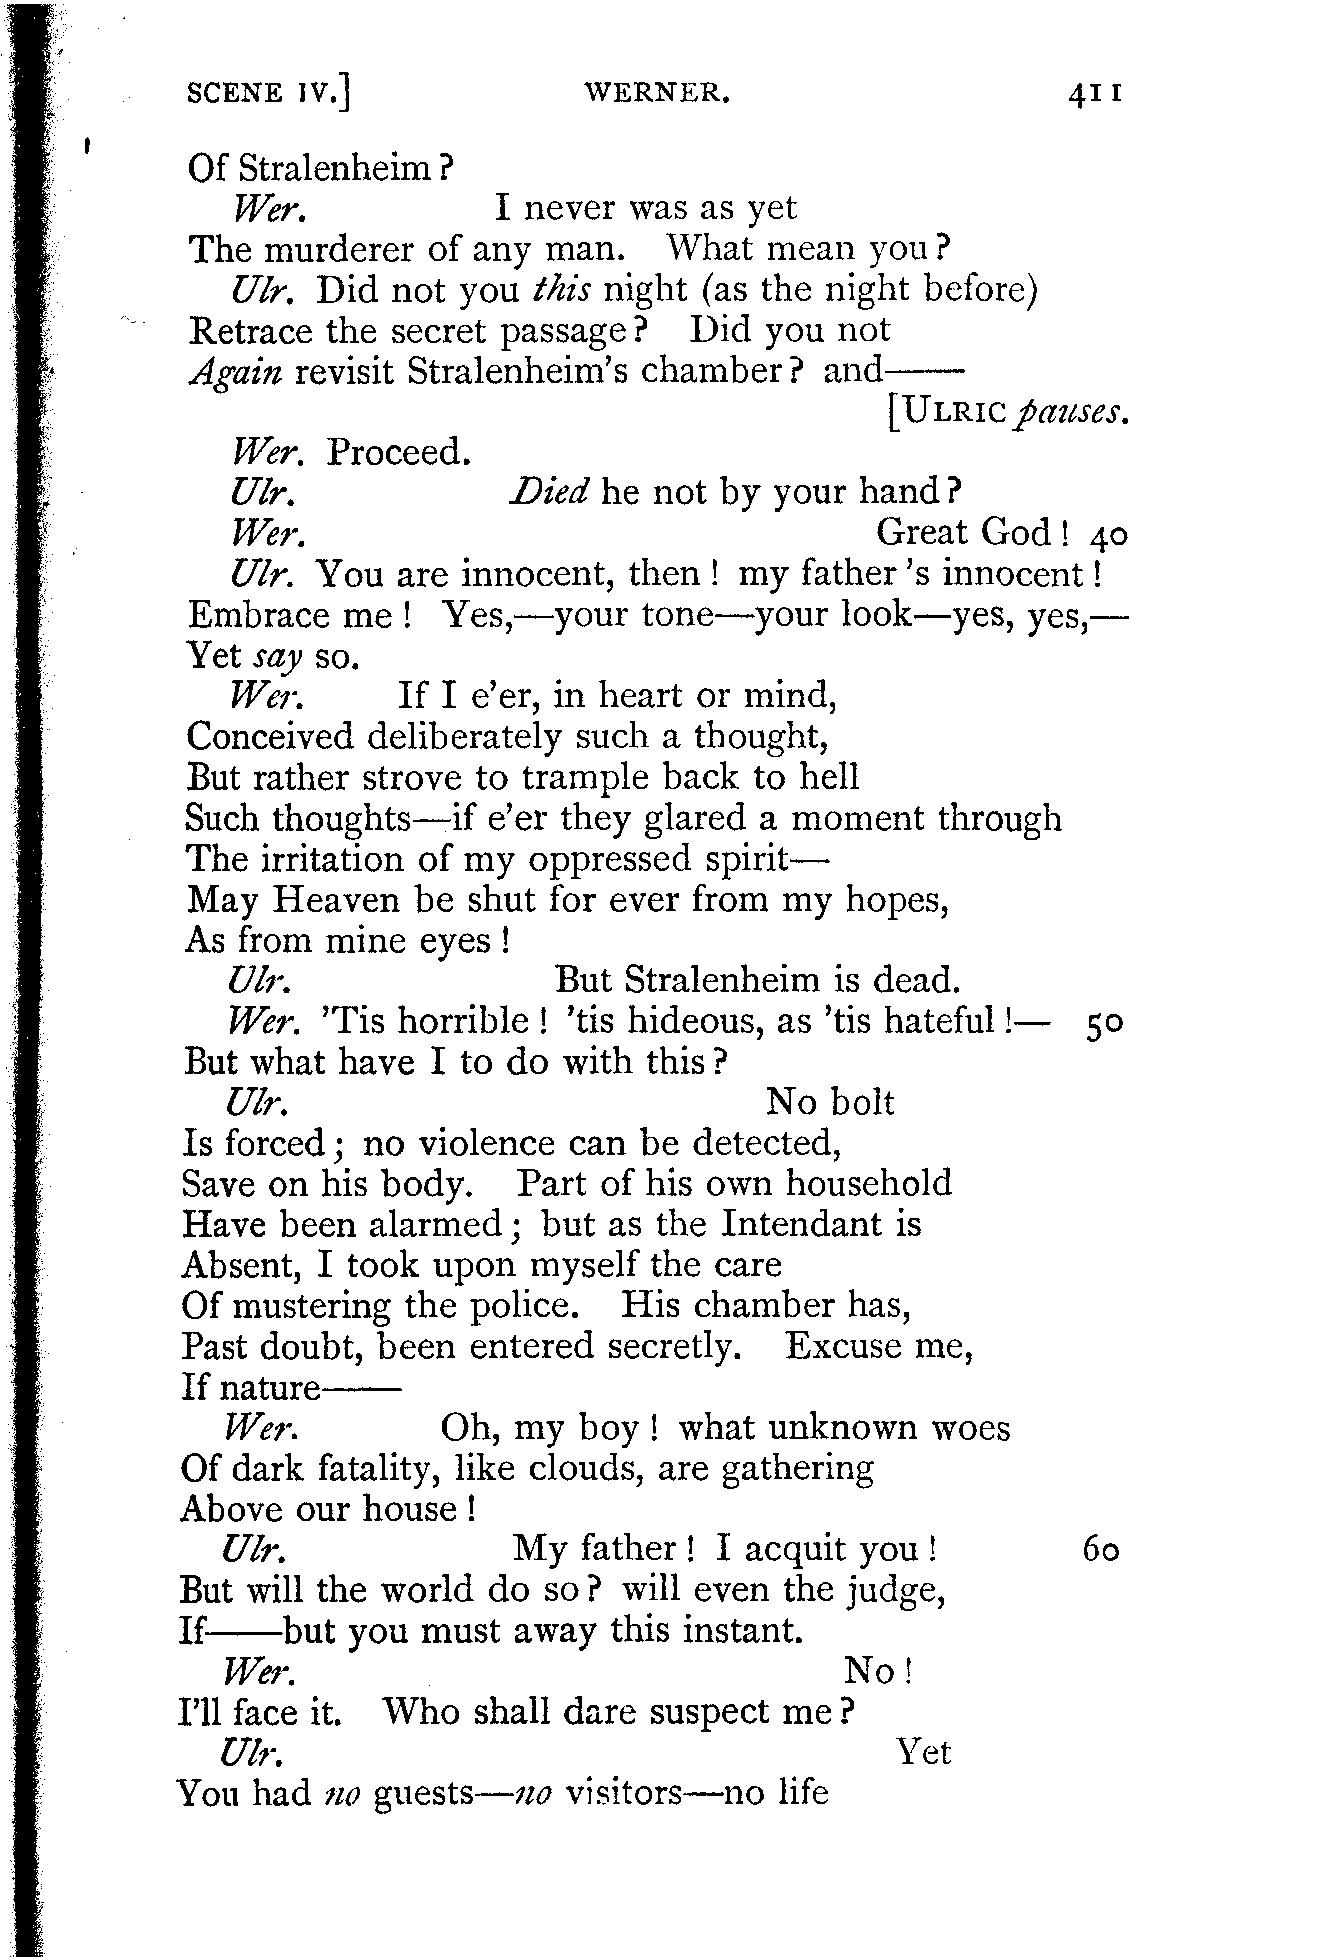 SCENE IV.] WERNER. 411
Of Stralenheim?
Wer. I never was as yet
The murderer of any man. What mean you?
Ulr. Did not you this night (as the night before)
Retrace the secret passage? Did you not
Again revisit Stralenheim's chamber? and——
[ULRIC pauses.
Wer. Proceed.
Ulr. Died he not by your hand?
Wer. Great God! 40
Ulr. You are innocent, then! my father 's innocent!
Embrace me! Yes,—your tone—your look—yes, yes,—
Yet say so.
Wer. If I e'er, in heart or mind,
Conceived deliberately such a thought,
But rather strove to trample back to hell
Such thoughts—if e'er they glared a moment through
The irritation of my oppressed spirit—
May Heaven be shut for ever from my hopes,
As from mine eyes!
Ulr. But Stralenheim is dead.
Wer. 'Tis horrible! 'tis hideous, as 'tis hateful!— 50
But what have I to do with this?
Ulr. No bolt
Is forced; no violence can be detected,
Save on his body. Part of his own household
Have been alarmed; but as the Intendant is
Absent, I took upon myself the care
Of mustering the police. His chamber has,
Past doubt, been entered secretly. Excuse me,
If nature——
Wer. Oh, my boy! what unknown woes
Of dark fatality, like clouds, are gathering
Above our house!
Ulr. My father! I acquit you! 60
But will the world do so? will even the judge,
If——but you must away this instant.
Wer. No!
I'll face it. Who shall dare suspect me?
Ulr. Yet
You had no guests—no visitors—no life